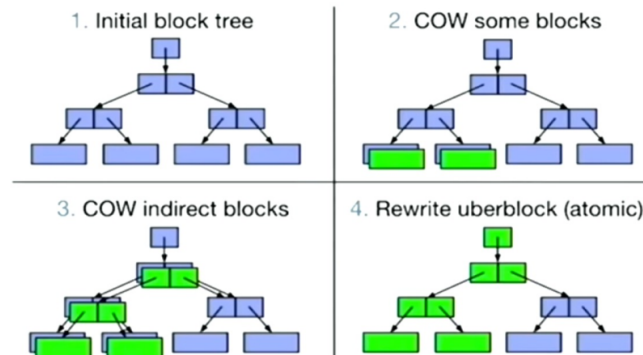 1. Initial block tree
2. COW some blocks
3. COW indirect blocks
4. Rewrite uberblock (atomic)